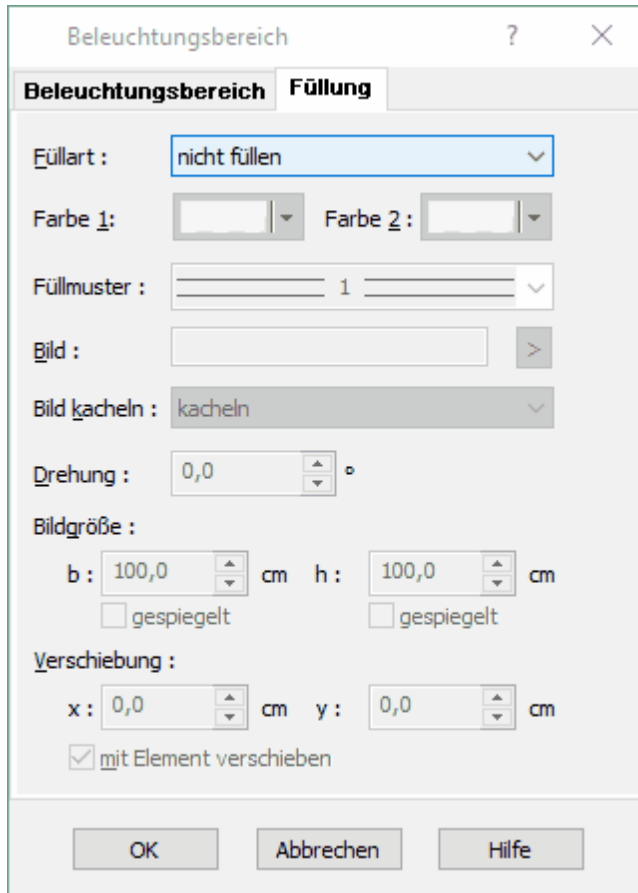 Beleuchtungsbereich ?
Beleuchtungsbereich Füllung
Füllart : nicht füllen
Farbe 1: Farbe 2 :
Füllmuster : 1
Bild : >
Bild kacheln : kacheln
Drehung : 0,0 °
Bildgröße :
b : 100,0 cm h : 100,0 cm
gespiegelt gespiegelt
Verschiebung :
x : 0,0 cm y : 0,0 cm
mit Element verschieben
OK Abbrechen Hilfe